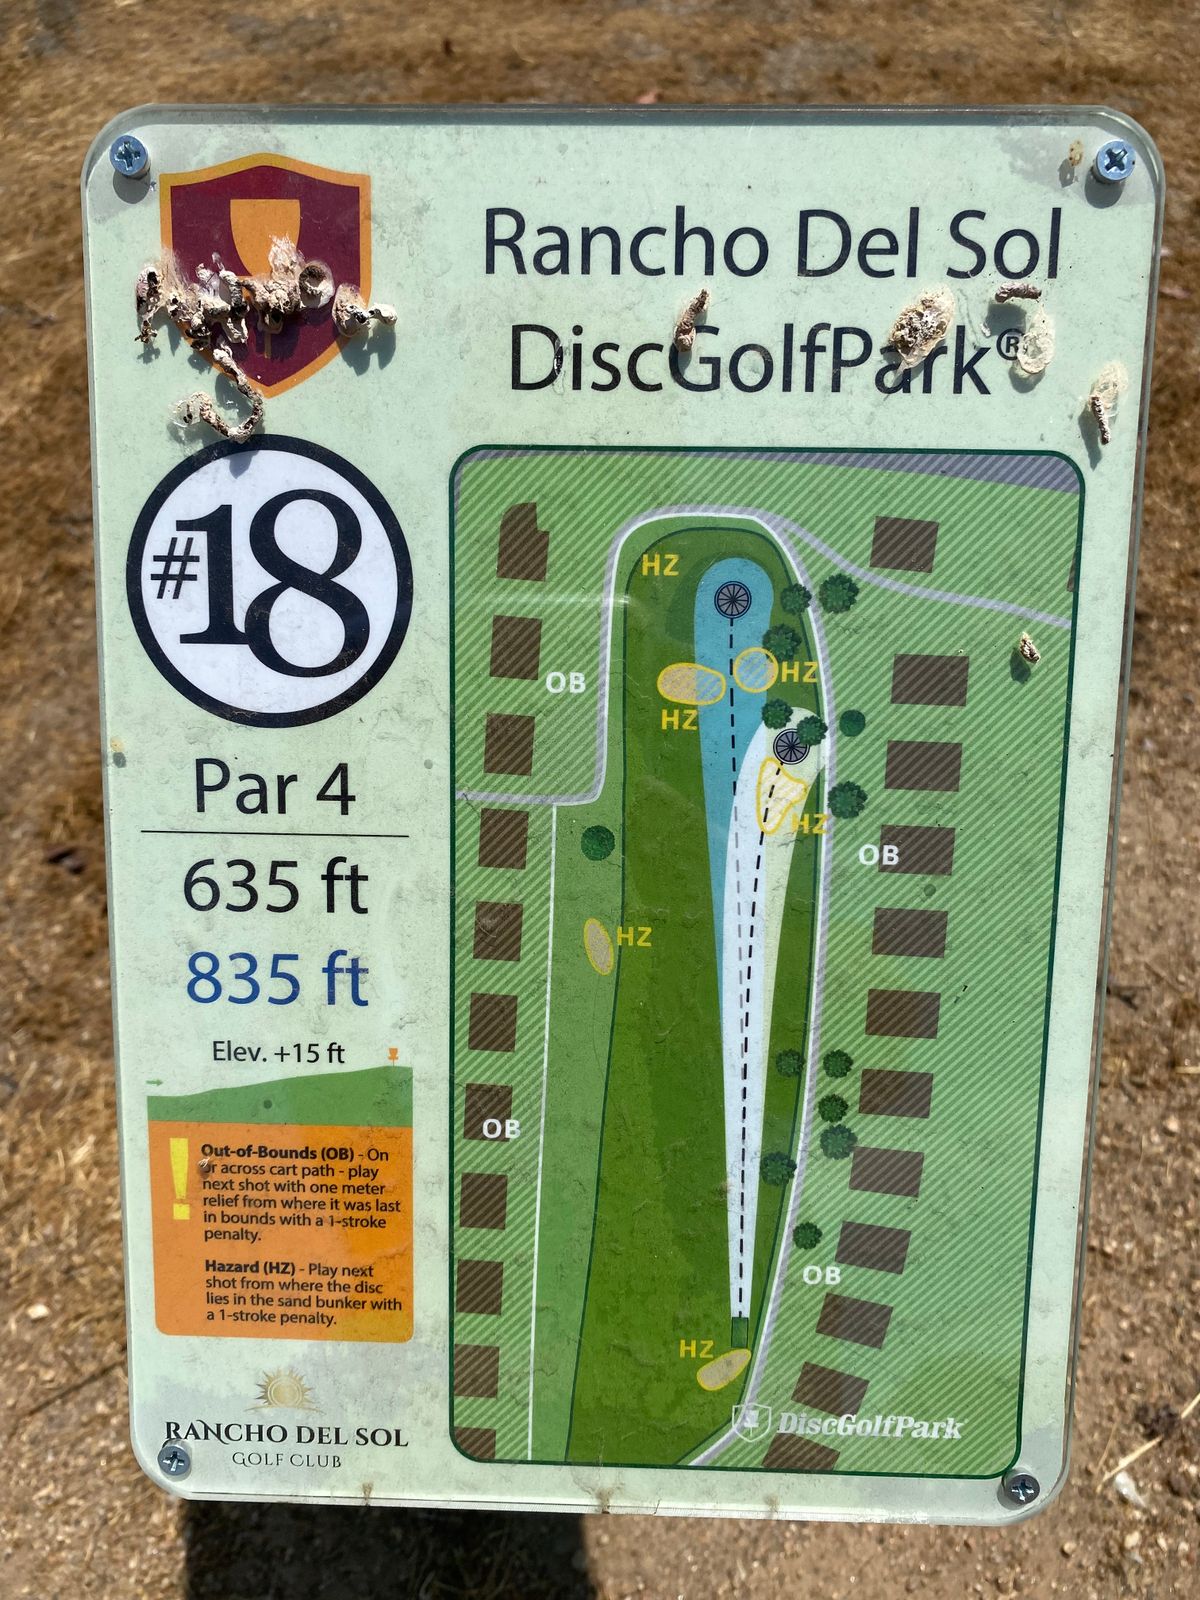 Rancho Del Sol
DiscGolfPark®
#18
Par 4
635 ft
835 ft
Elev. +15 ft
! Out-of-Bounds (OB) - On
or across cart path - play
next shot with one meter
relief from where it was last
in bounds with a 1-stroke
penalty.
Hazard (HZ) - Play next
shot from where the disc
lies in the sand bunker with
a 1-stroke penalty.
RANCHO DEL SOL
GOLF CLUB
HZ
HZ
OB
HZ
HZ
OB
HZ
OB
OB
HZ
DiscGolfPark